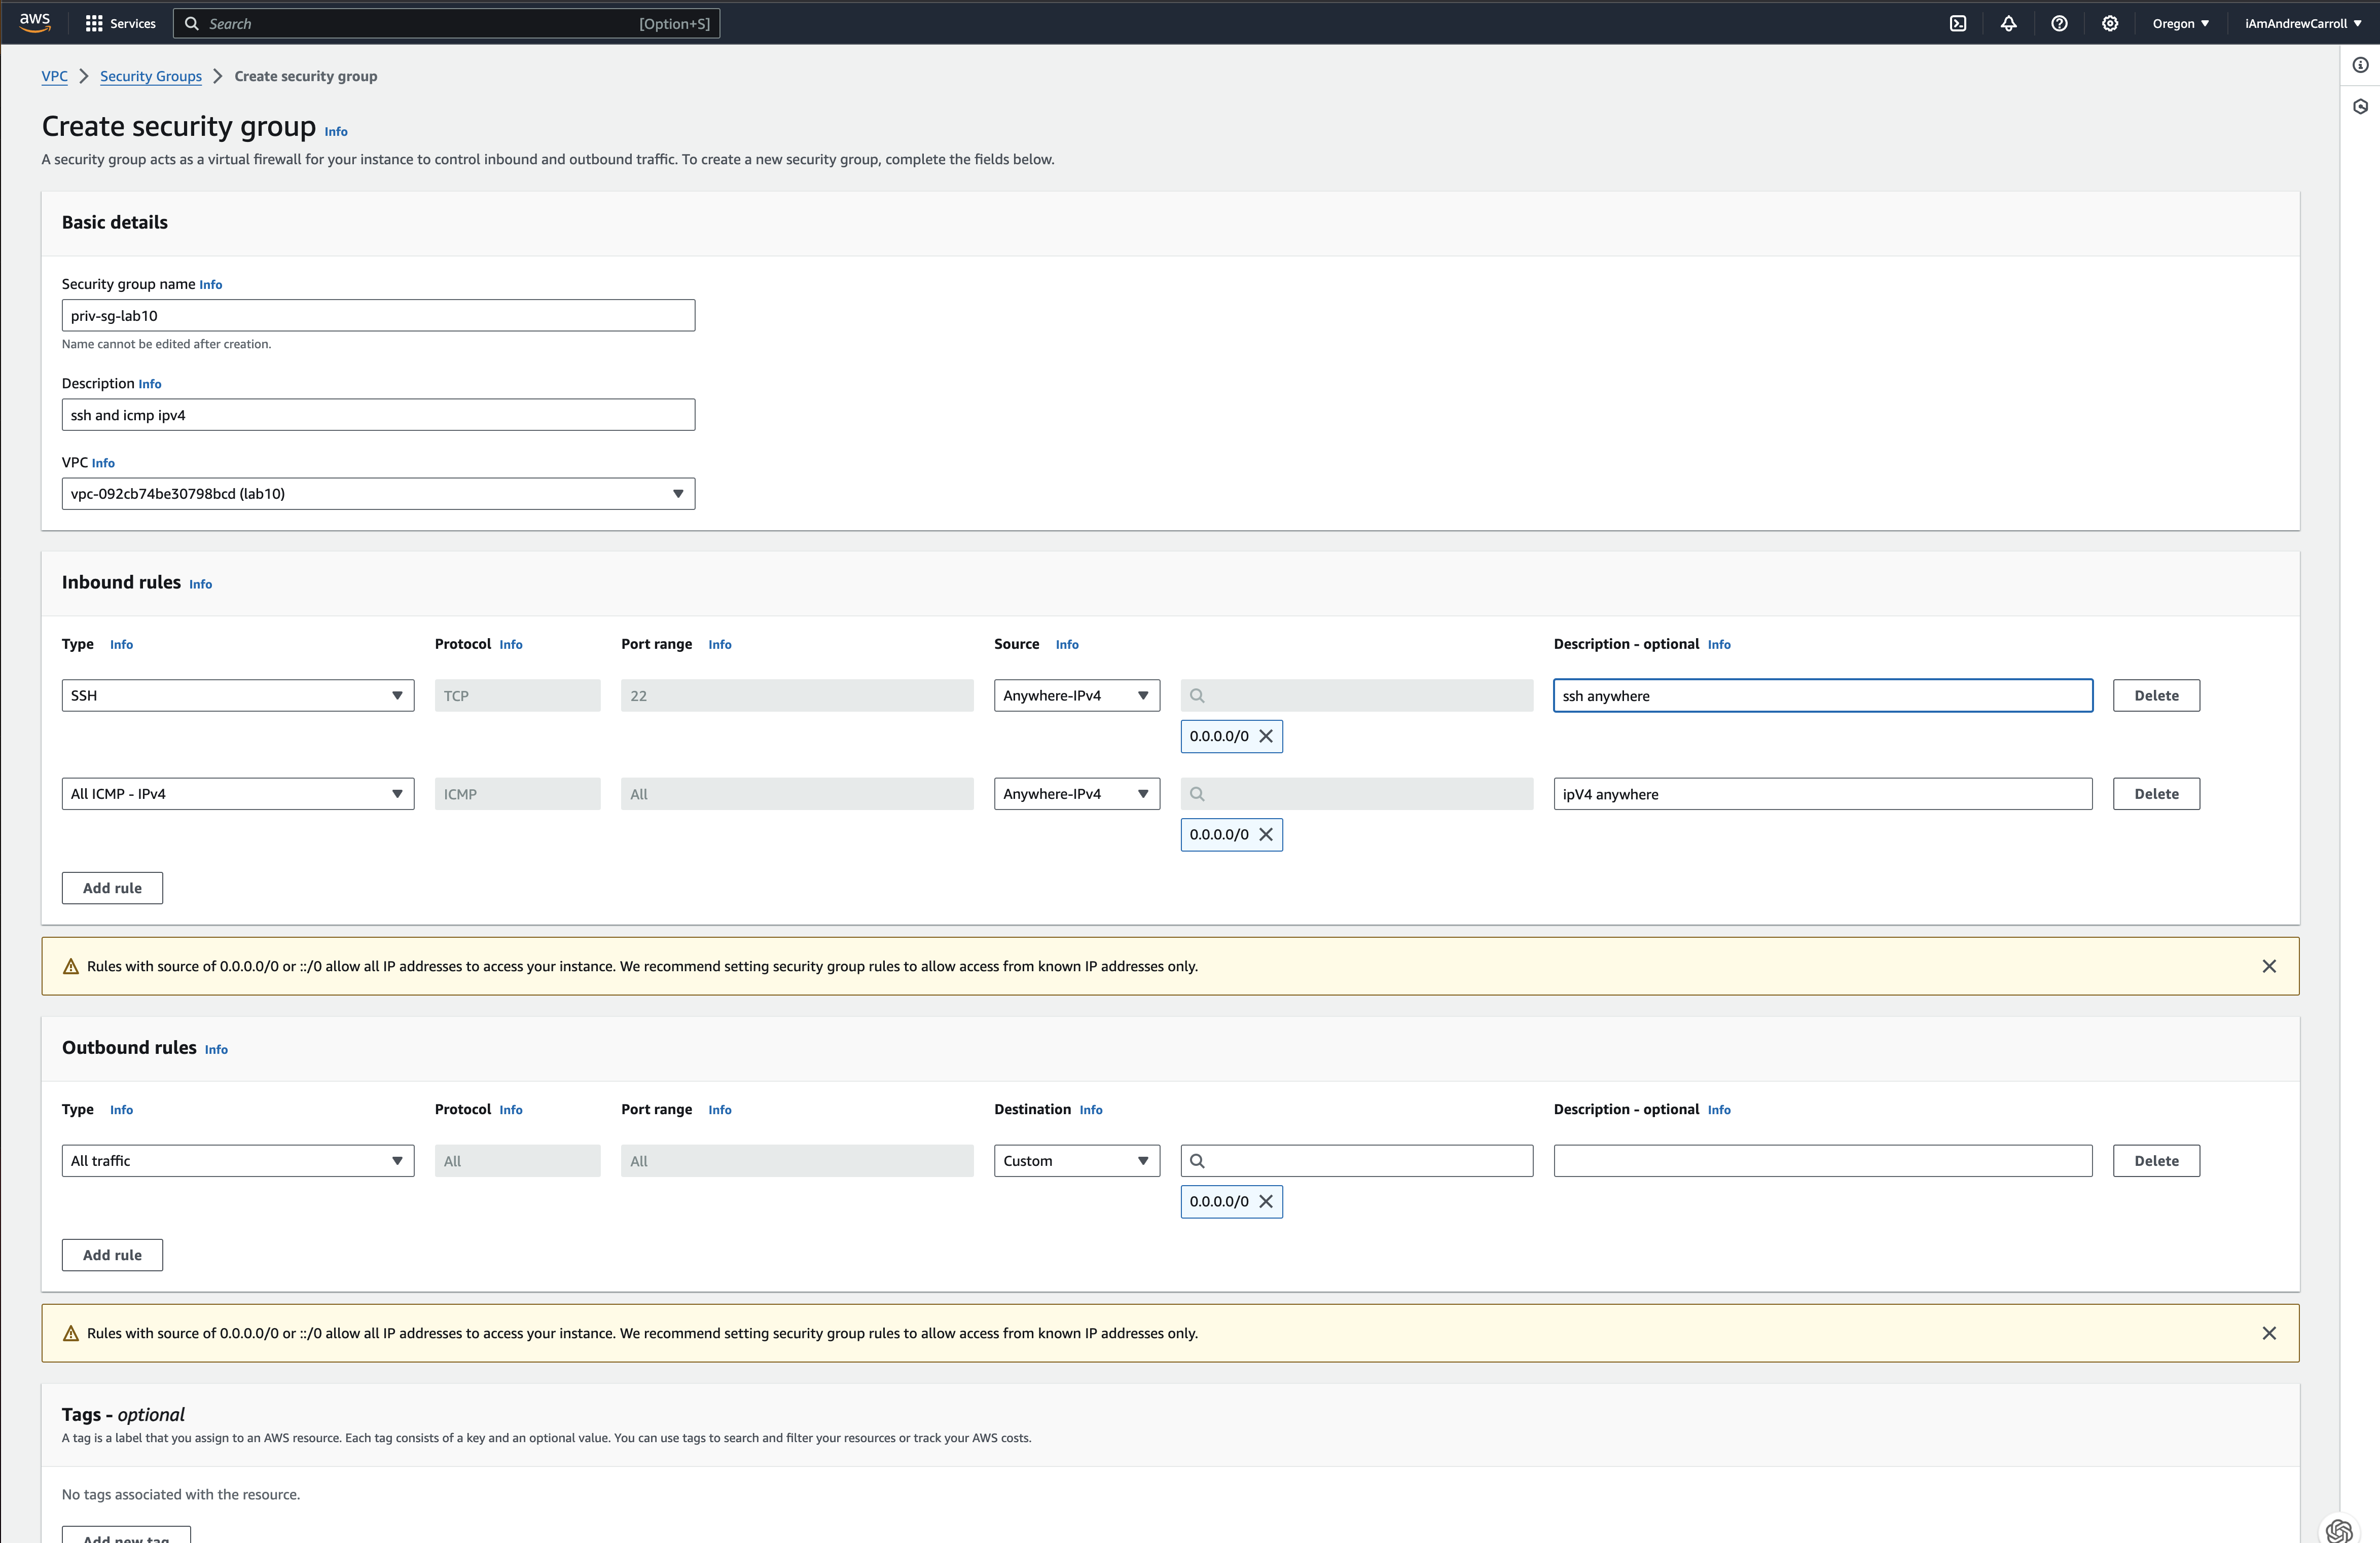 aws Services Search [Option+S] Oregon iAmAndrewCarroll
VPC Security Groups Create security group
Create security group Info
A security group acts as a virtual firewall for your instance to control inbound and outbound traffic. To create a new security group, complete the fields below.
Basic details
Security group name Info
priv-sg-lab10
Name cannot be edited after creation.
Description Info
ssh and icmp ipv4
VPC Info
vpc-092cb74be30798bcd (lab10)
Inbound rules Info
Type Info Protocol Info Port range Info Source Info Description - optional Info
SSH TCP 22 Anywhere-IPv4 ssh anywhere Delete
0.0.0.0/0
All ICMP - IPv4 ICMP All Anywhere-IPv4 ipV4 anywhere Delete
0.0.0.0/0
Add rule
Rules with source of 0.0.0.0/0 or ::/0 allow all IP addresses to access your instance. We recommend setting security group rules to allow access from known IP addresses only.
Outbound rules Info
Type Info Protocol Info Port range Info Destination Info Description - optional Info
All traffic All All Custom Delete
0.0.0.0/0
Add rule
Rules with source of 0.0.0.0/0 or ::/0 allow all IP addresses to access your instance. We recommend setting security group rules to allow access from known IP addresses only.
Tags - optional
A tag is a label that you assign to an AWS resource. Each tag consists of a key and an optional value. You can use tags to search and filter your resources or track your AWS costs.
No tags associated with the resource.
Add new tag